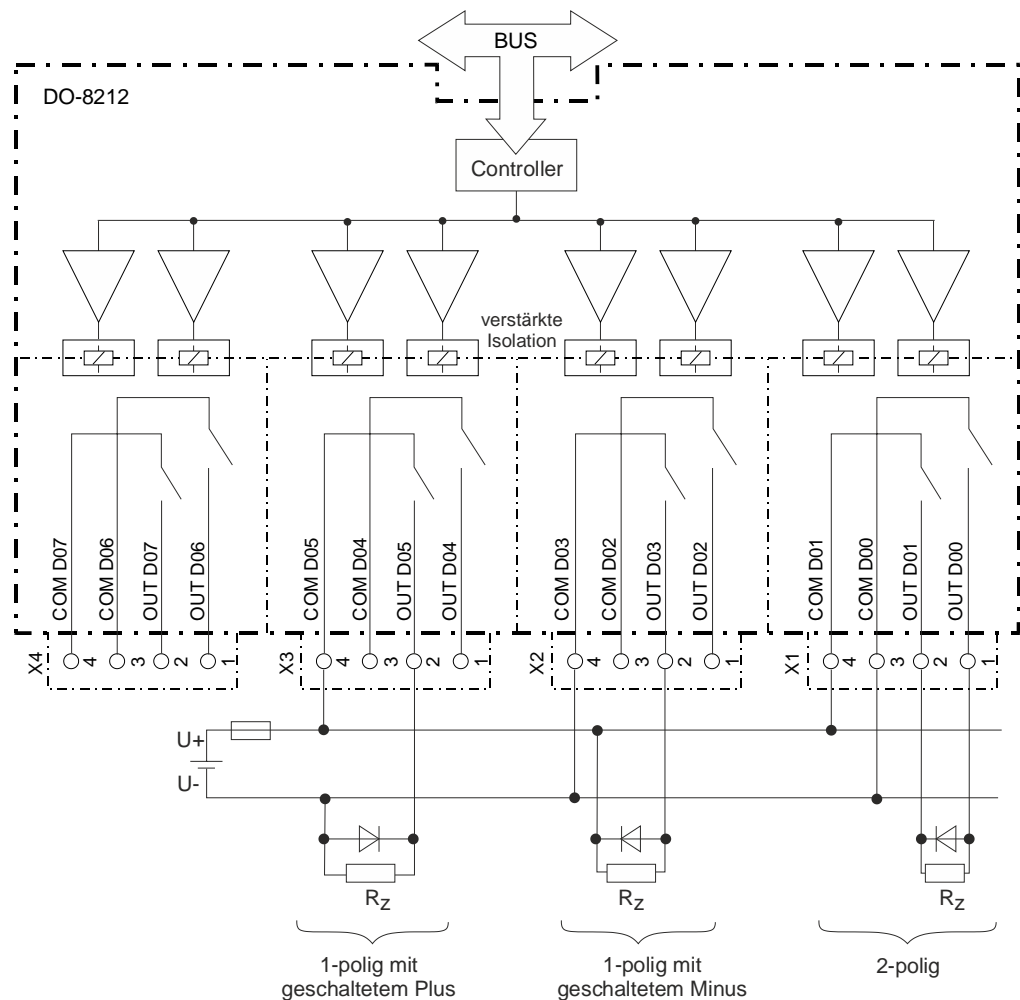 BUS
DO-8212
Controller
verstärkte
Isolation
COM D07
COM D06
OUT D07
OUT D06
COM D05
COM D04
OUT D05
OUT D04
COM D03
COM D02
OUT D03
OUT D02
COM D01
COM D00
OUT D01
OUT D00
X4
4
3
2
1
X3
4
3
2
1
X2
4
3
2
1
X1
4
3
2
1
U+
U-
RZ
RZ
RZ
1-polig mit
geschaltetem Plus
1-polig mit
geschaltetem Minus
2-polig